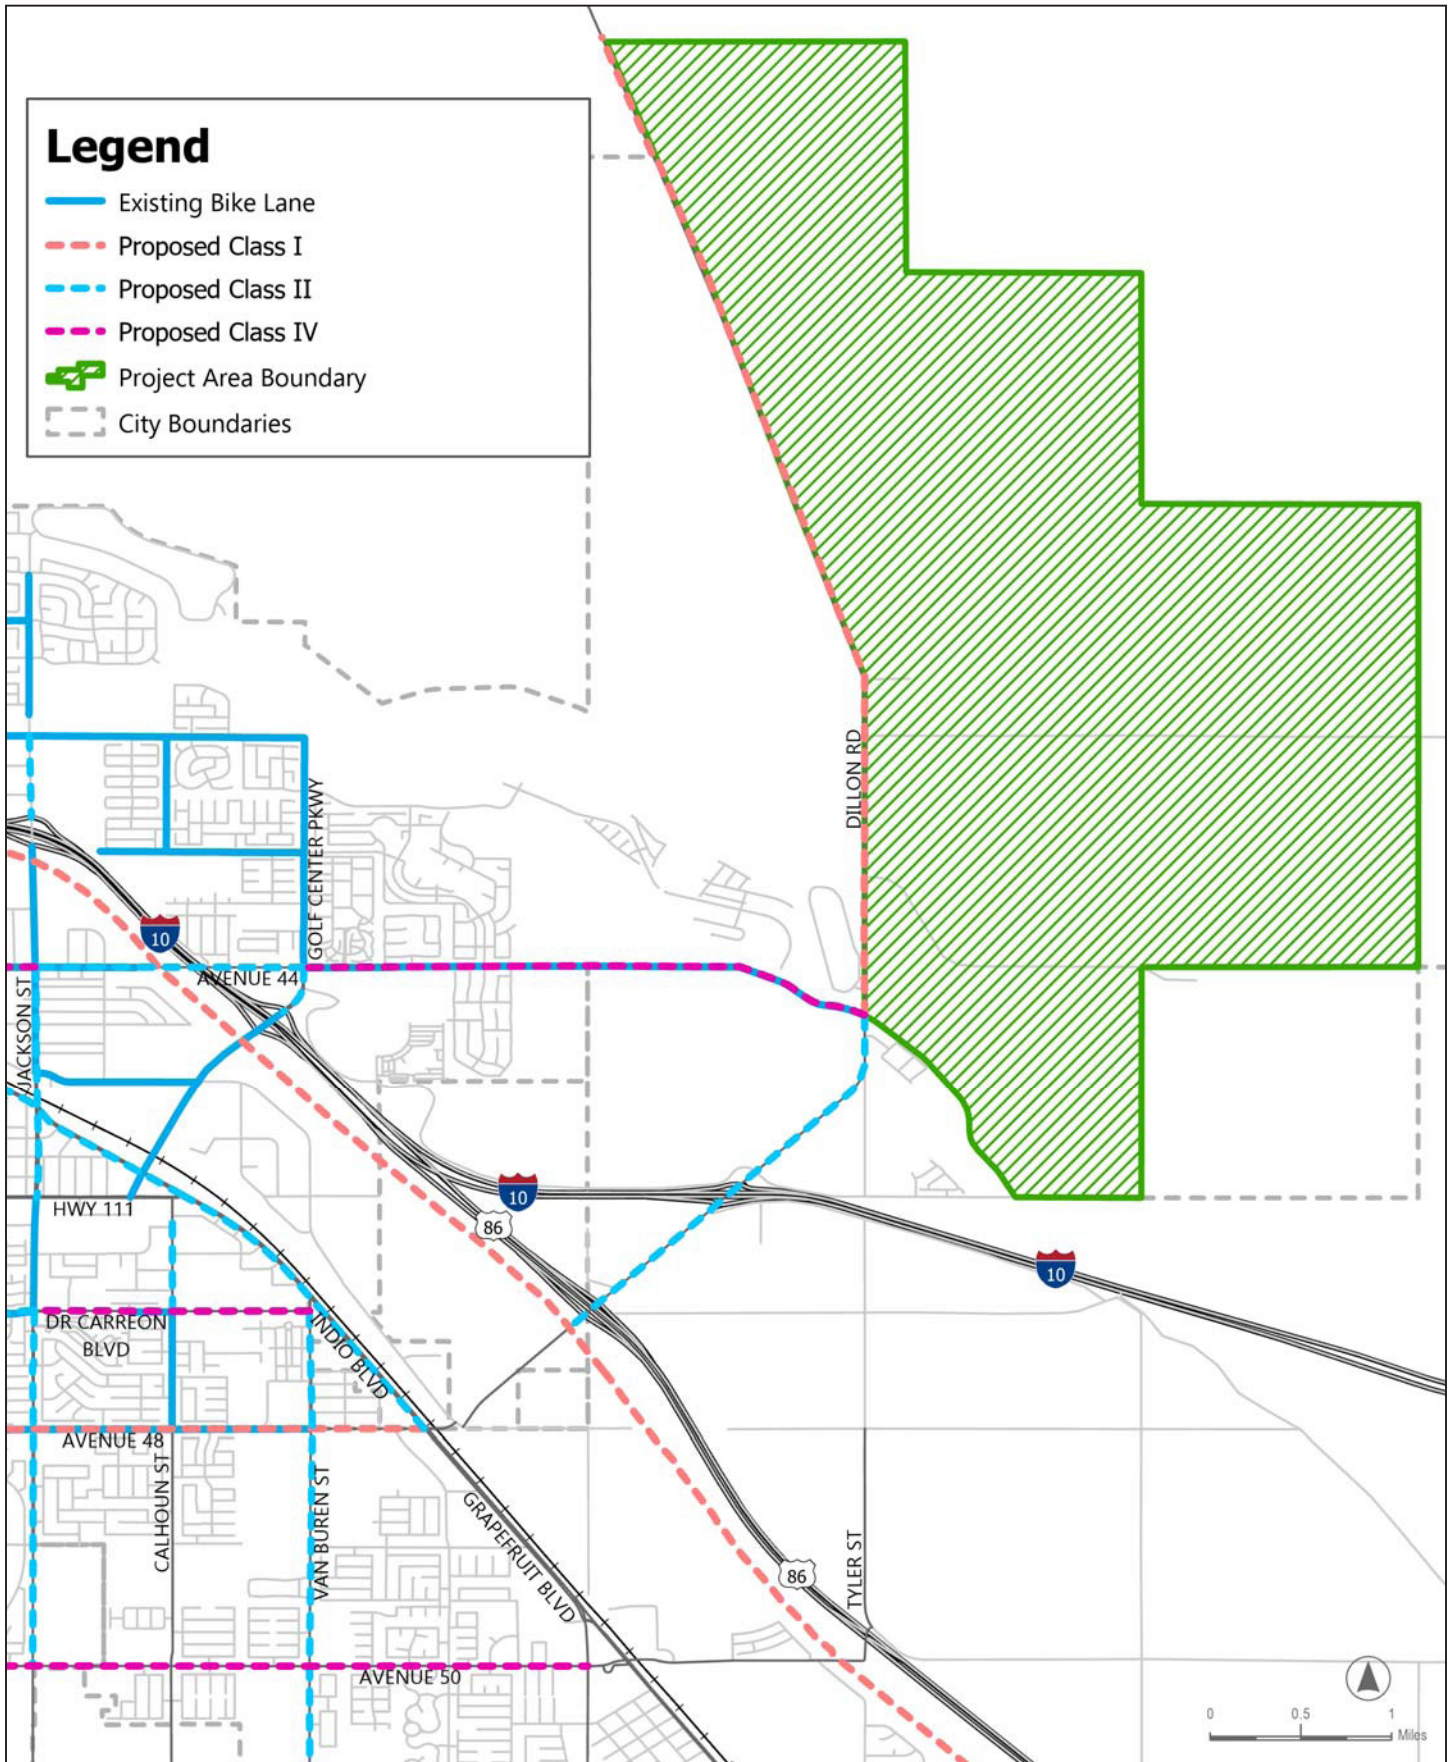 Legend
Existing Bike Lane
Proposed Class I
Proposed Class II
Proposed Class IV
Project Area Boundary
City Boundaries
DILLON RD
GOLF CENTER PKWY
10
AVENUE 44
JACKSON ST
10
HWY 111
86
10
DR CARREON
BLVD
INDIO BLVD
AVENUE 48
CALHOUN ST
VAN BUREN ST
GRAPEFRUIT BLVD
86
TYLER ST
AVENUE 50
0 0.5 1
Miles